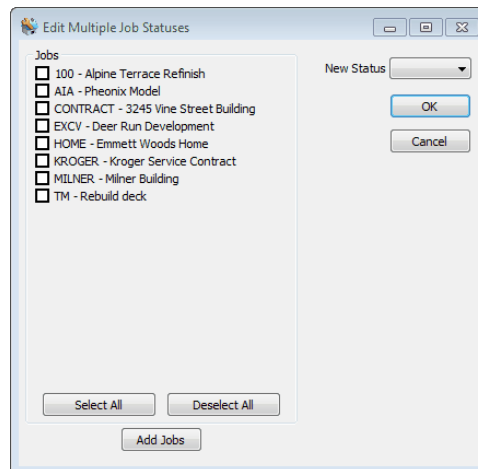 Edit Multiple Job Statuses
Jobs
100 - Alpine Terrace Refinish
AIA - Pheonix Model
CONTRACT - 3245 Vine Street Building
EXCV - Deer Run Development
HOME - Emmett Woods Home
KROGER - Kroger Service Contract
MILNER - Milner Building
TM - Rebuild deck
New Status
OK
Cancel
Select All
Deselect All
Add Jobs